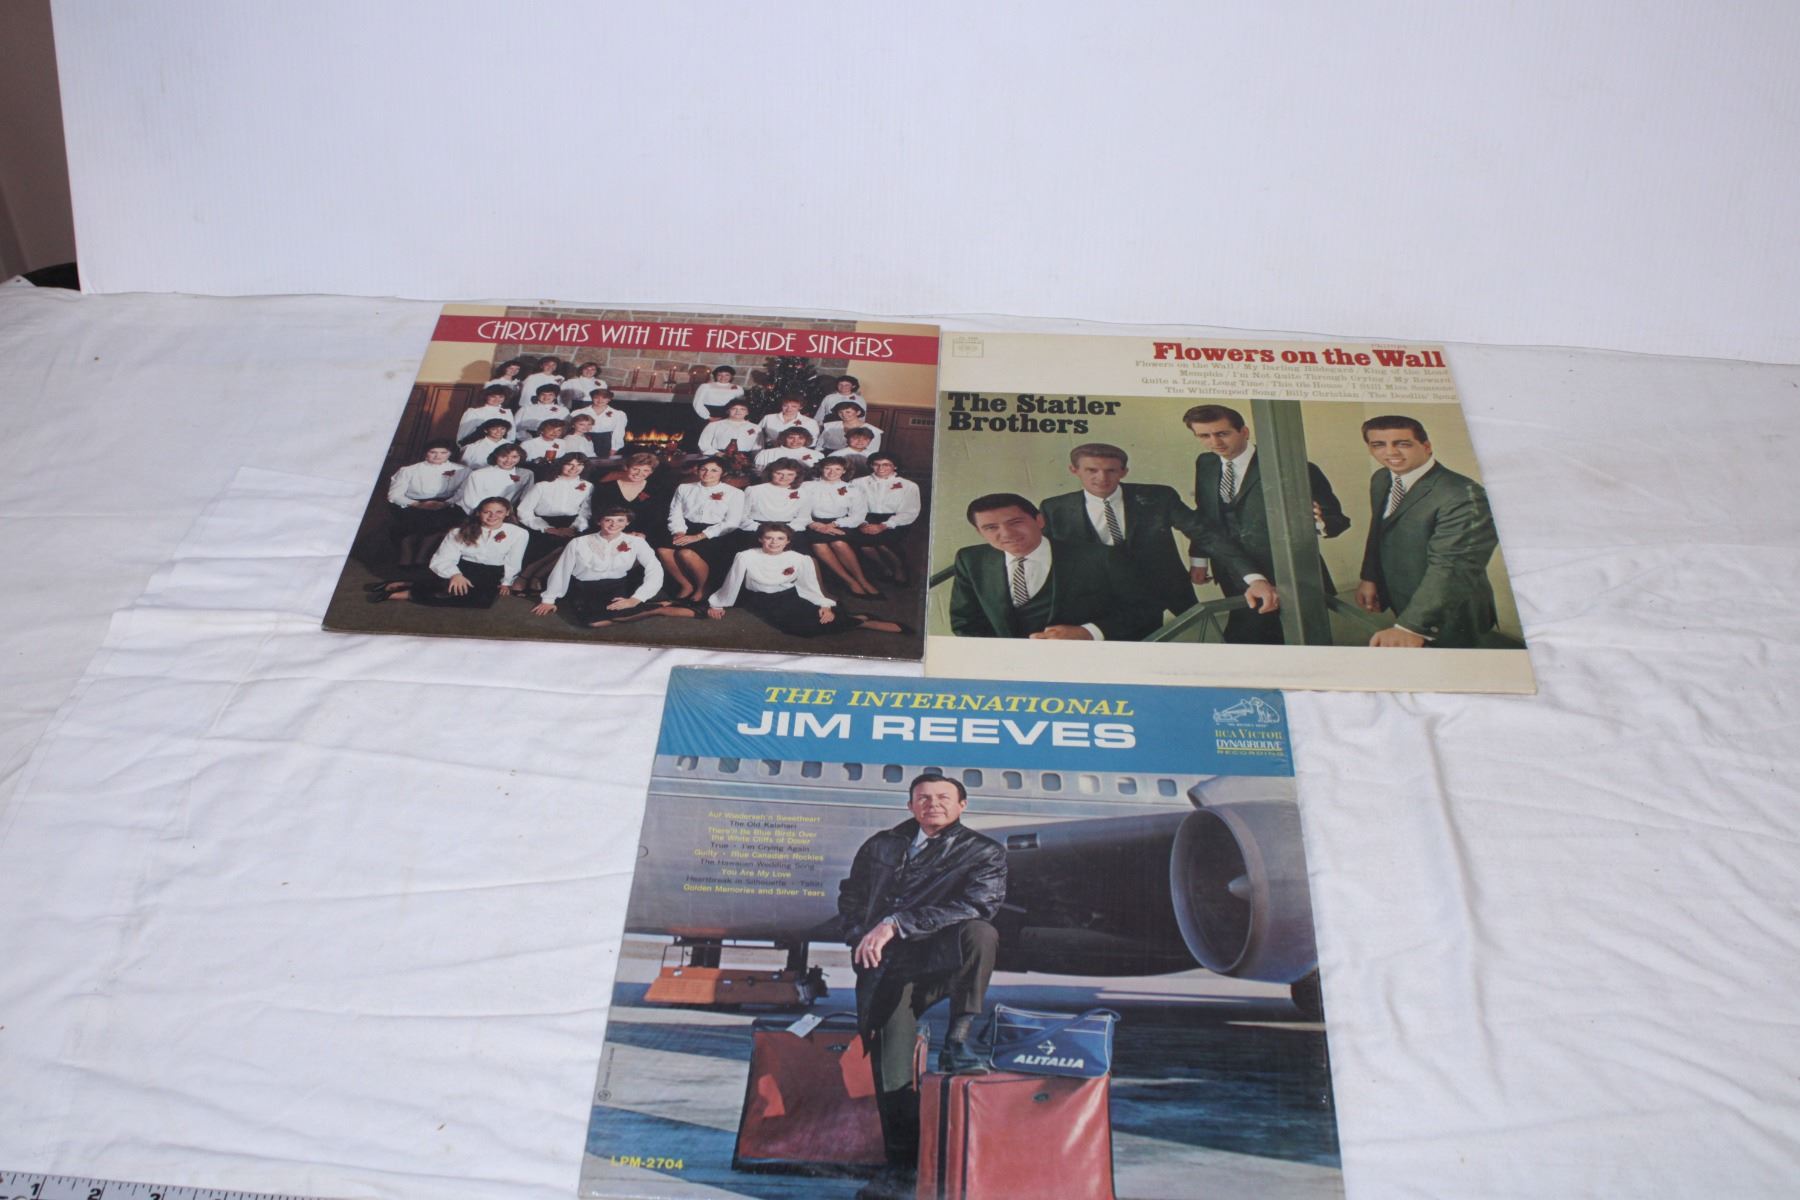 CHRISTMAS WITH THE FIRESIDE SINGERS
Flowers on the Wall
Flowers on the Wall / My Darling Hildegard / King of the Road
Memphis / I'm Not Quite Through Crying / My Reward
Quite a Long, Long Time / This Ole House / I Still Miss Someone
The Whiffenpoof Song / Billy Christian / The Doodlin' Song
The Statler
Brothers
THE INTERNATIONAL
JIM REEVES
RCA VICTOR
DYNAGROOVE
RECORDING
Auf Wiederseh'n Sweetheart
The Old Kalahari
There'll Be Blue Birds Over
the White Cliffs of Dover
True • I'm Crying Again
Guilty • Blue Canadian Rockies
The Hawaiian Wedding Song
You Are My Love
Heartbreak in Silhouette • Tahiti
Golden Memories and Silver Tears
ALITALIA
LPM-2704
1 2 3